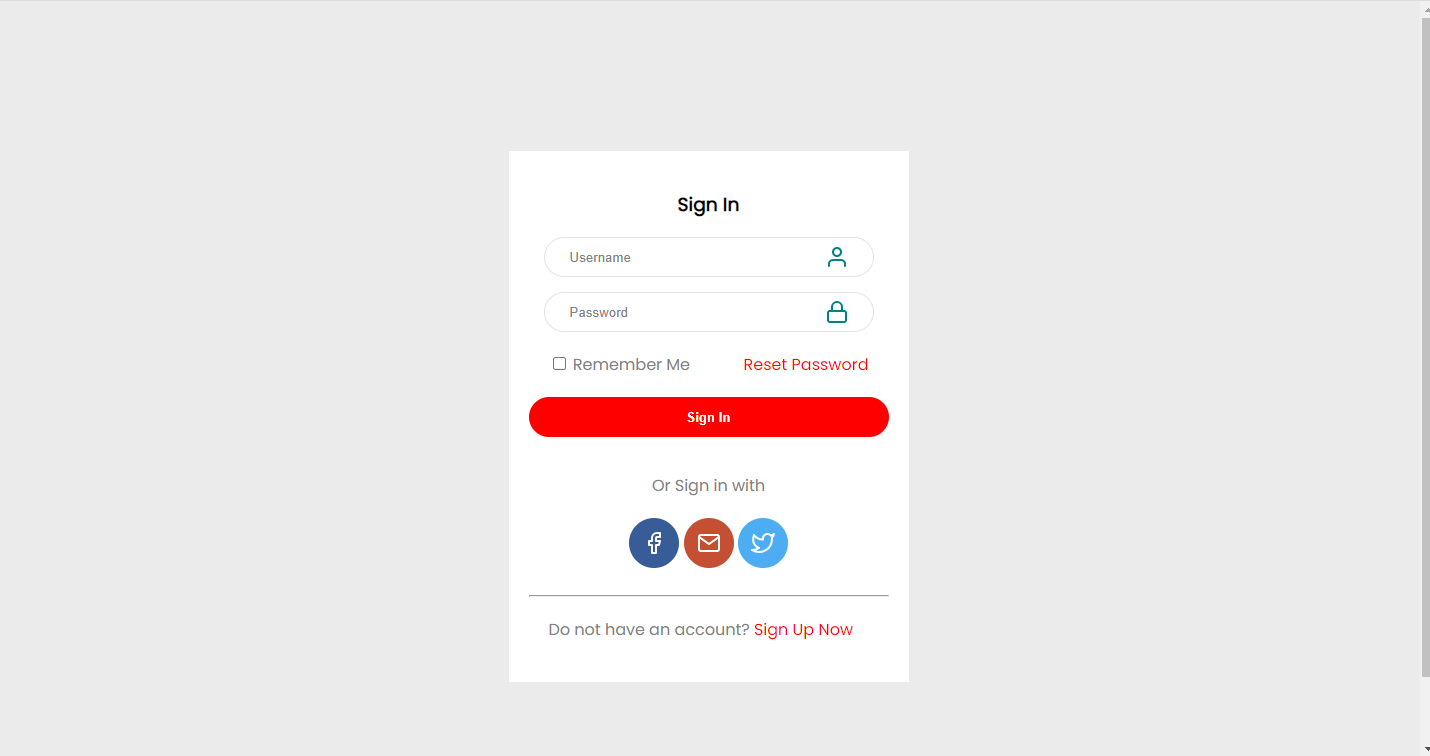 Sign In
Username
Password
Remember Me Reset Password
Sign In
Or Sign in with
Do not have an account? Sign Up Now